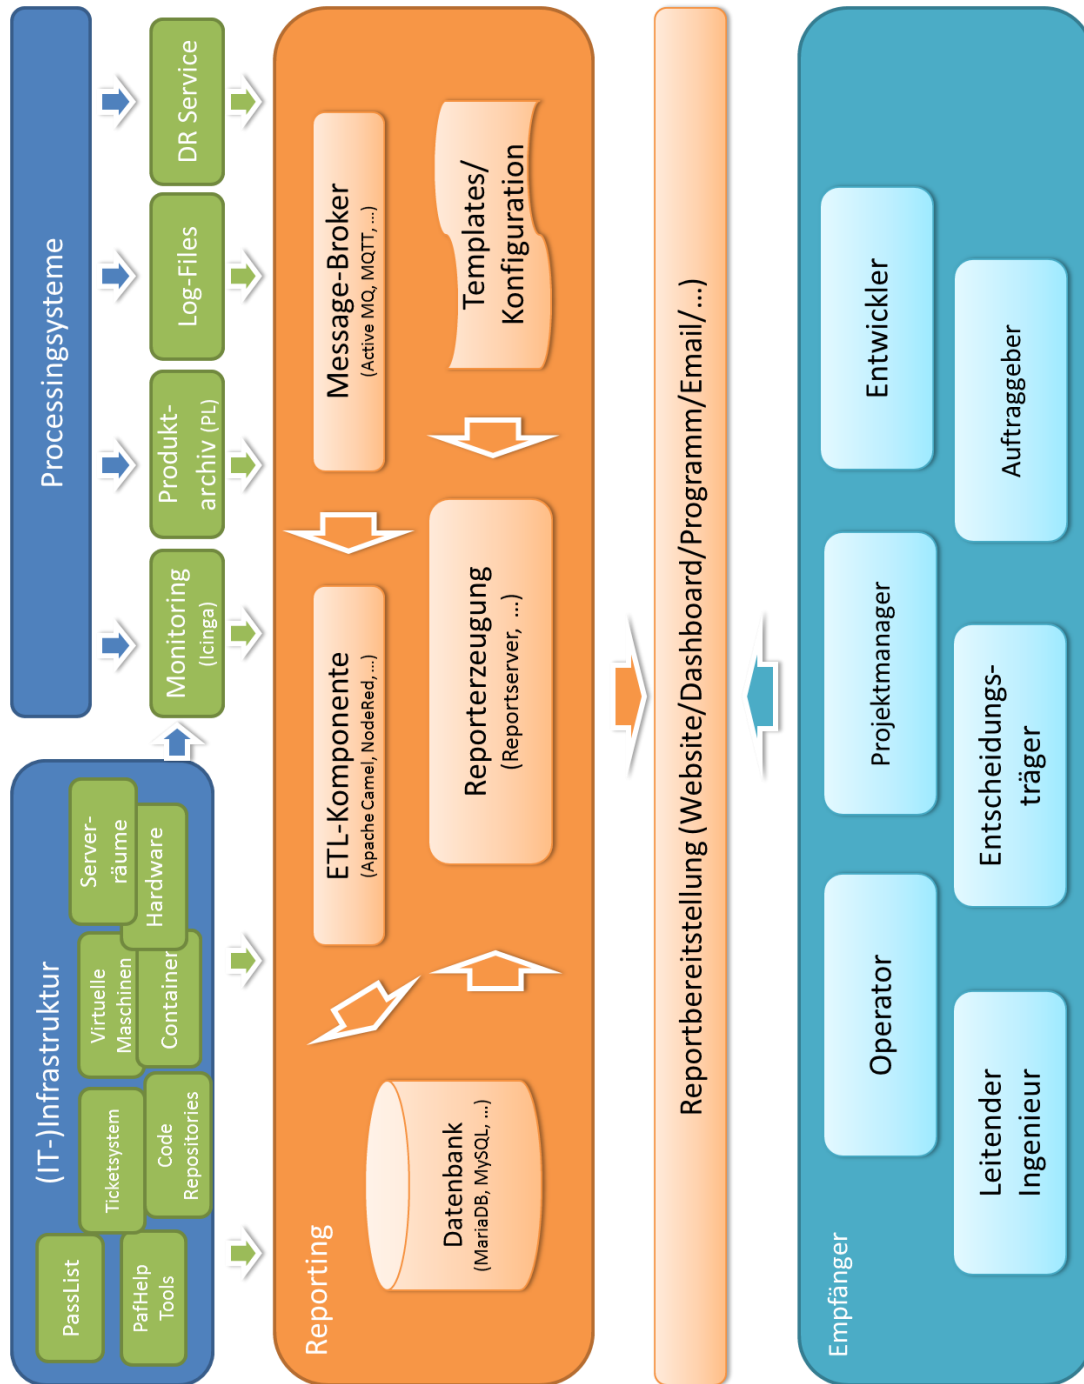 (IT-)Infrastruktur
PassList
PafHelp
Tools
Ticketsystem
Code
Repositories
Virtuelle
Maschinen
Container
Server-
räume
Hardware
Processingsysteme
Monitoring
(Icinga)
Produkt-
archiv (PL)
Log-Files
DR Service
Reporting
Datenbank
(MariaDB, MySQL, ...)
ETL-Komponente
(Apache Camel, NodeRed, ...)
Message-Broker
(Active MQ, MQTT, ...)
Reporterzeugung
(Reportserver, ...)
Templates/
Konfiguration
Reportbereitstellung (Website/Dashboard/Programm/Email/...)
Empfänger
Operator
Projektmanager
Entwickler
Leitender
Ingenieur
Entscheidungs-
träger
Auftraggeber